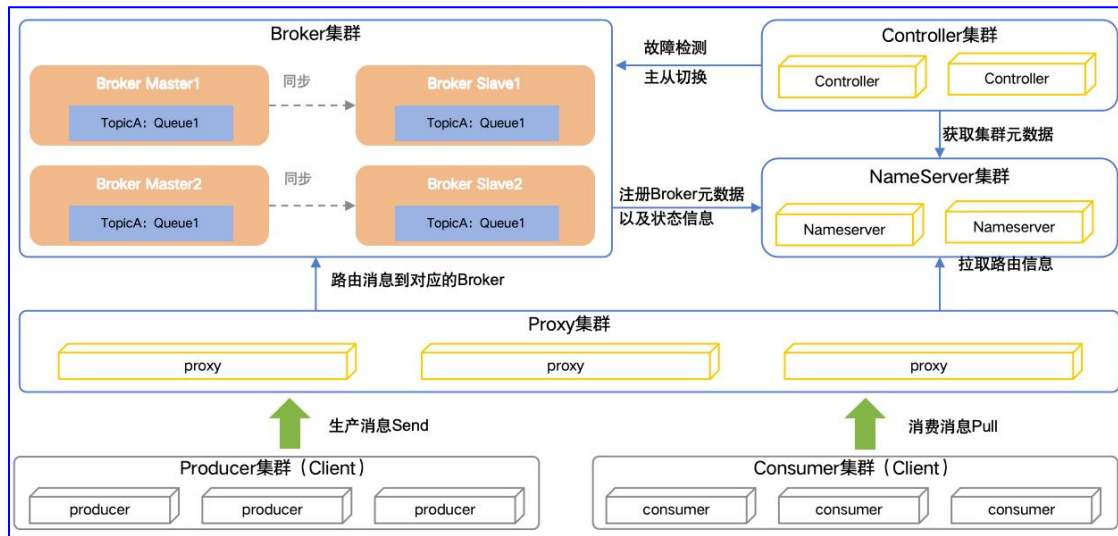 Broker集群
Broker Master1
同步
Broker Slave1
TopicA: Queue1
TopicA: Queue1
Broker Master2
同步
Broker Slave2
TopicA: Queue1
TopicA: Queue1
故障检测
主从切换
Controller集群
Controller
Controller
获取集群元数据
注册Broker元数据
以及状态信息
NameServer集群
Nameserver
Nameserver
路由消息到对应的Broker
拉取路由信息
Proxy集群
proxy
proxy
proxy
生产消息Send
消费消息Pull
Producer集群（Client）
producer
producer
producer
Consumer集群（Client）
consumer
consumer
consumer